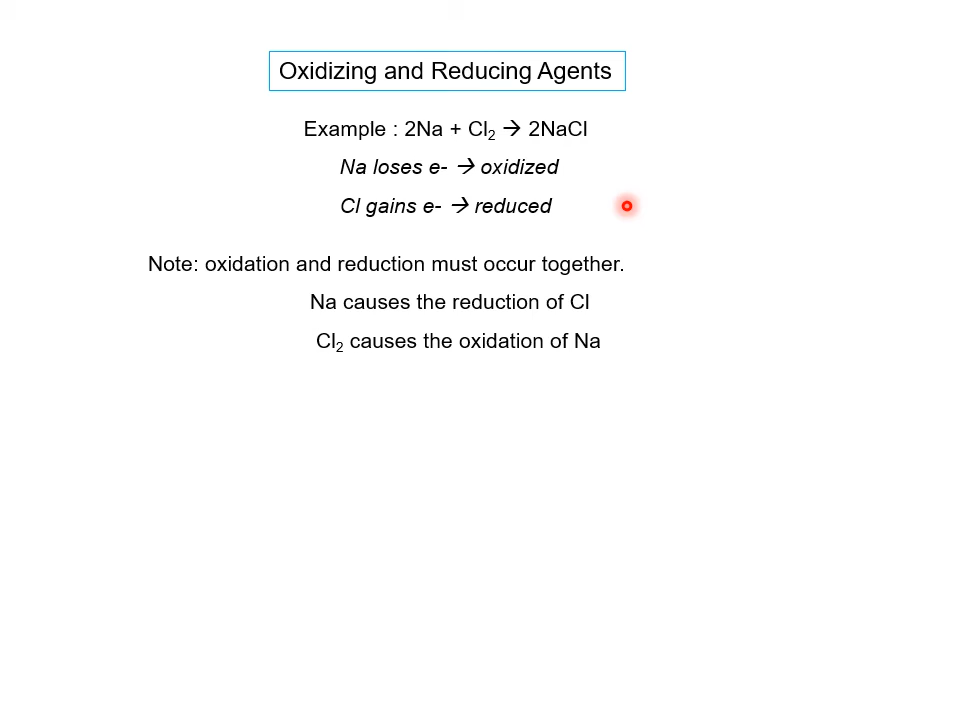 Oxidizing and Reducing Agents
Example : 2Na + Cl₂ → 2NaCl
Na loses e- → oxidized
Cl gains e- → reduced
Note: oxidation and reduction must occur together.
Na causes the reduction of Cl
Cl₂ causes the oxidation of Na